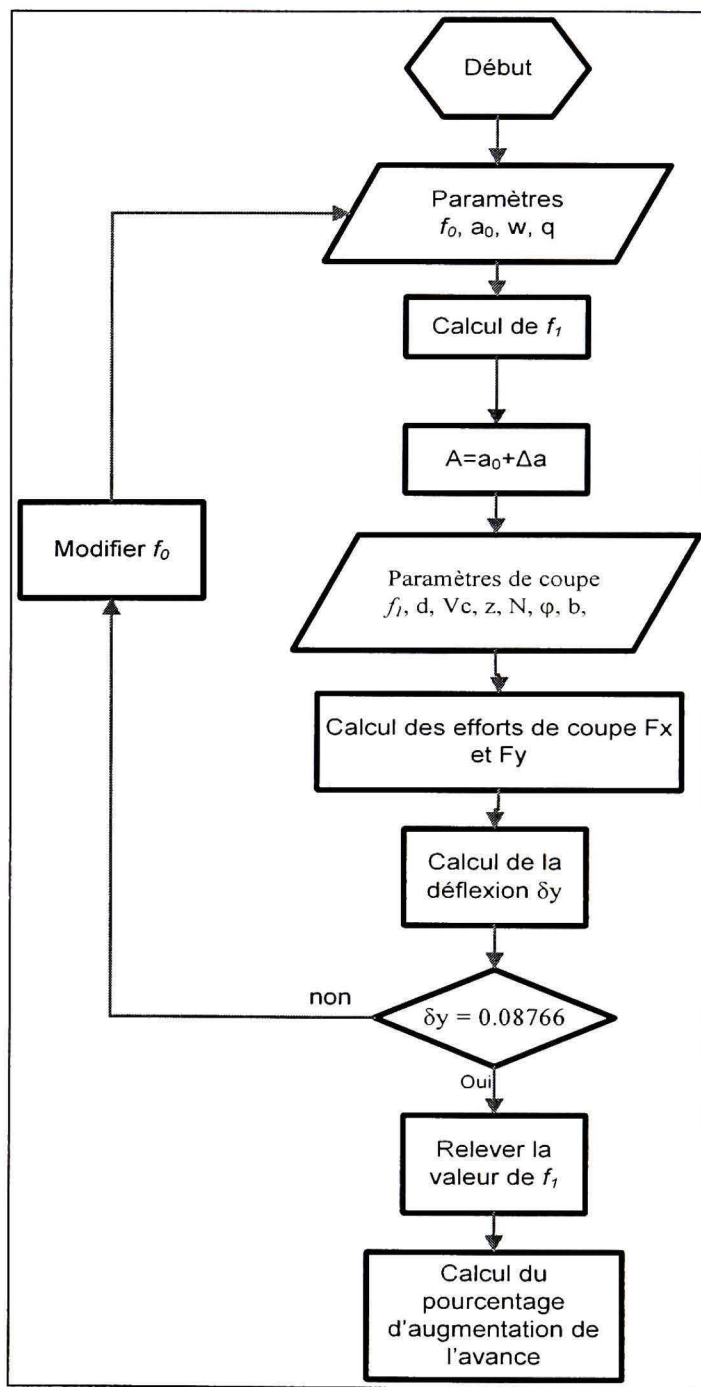 Début
Paramètres
f₀, a₀, w, q
Calcul de f₁
A=a₀+Δa
Modifier f₀
Paramètres de coupe
f₁, d, Vc, z, N, φ, b,
Calcul des efforts de coupe Fx
et Fy
Calcul de la
déflexion δy
non
δy = 0.08766
Oui
Relever la
valeur de f₁
Calcul du
pourcentage
d'augmentation de
l'avance